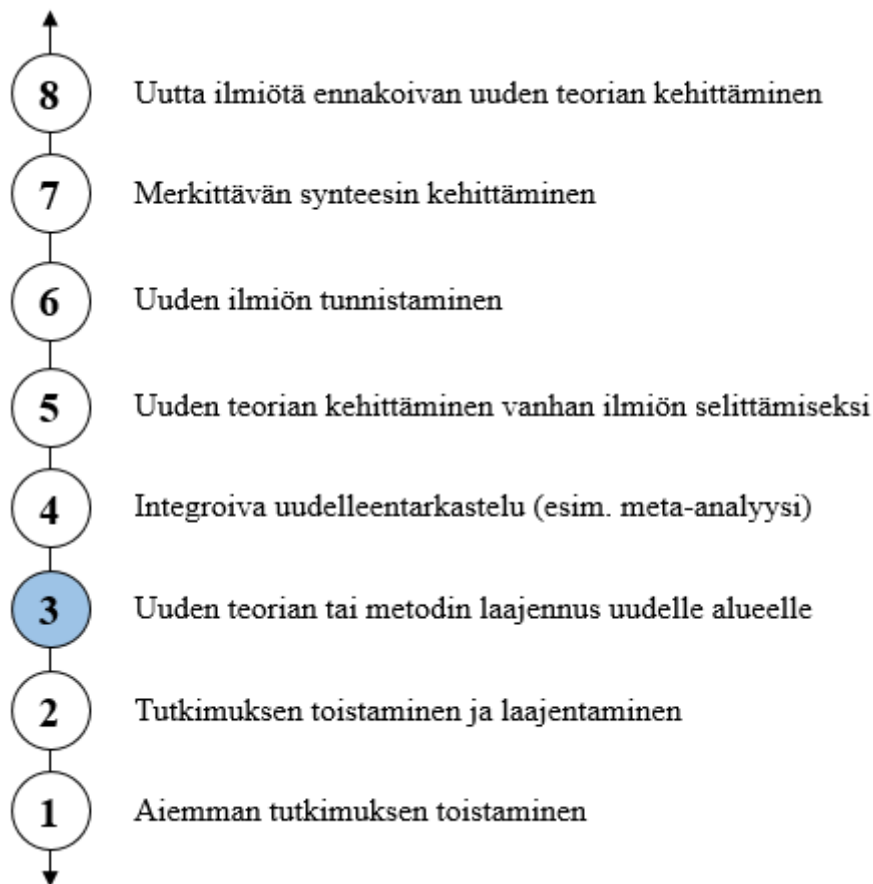 8 Uutta ilmiötä ennakoivan uuden teorian kehittäminen
7 Merkittävän synteesin kehittäminen
6 Uuden ilmiön tunnistaminen
5 Uuden teorian kehittäminen vanhan ilmiön selittämiseksi
4 Integroiva uudelleentarkastelu (esim. meta-analyysi)
3 Uuden teorian tai metodin laajennus uudelle alueelle
2 Tutkimuksen toistaminen ja laajentaminen
1 Aiemman tutkimuksen toistaminen